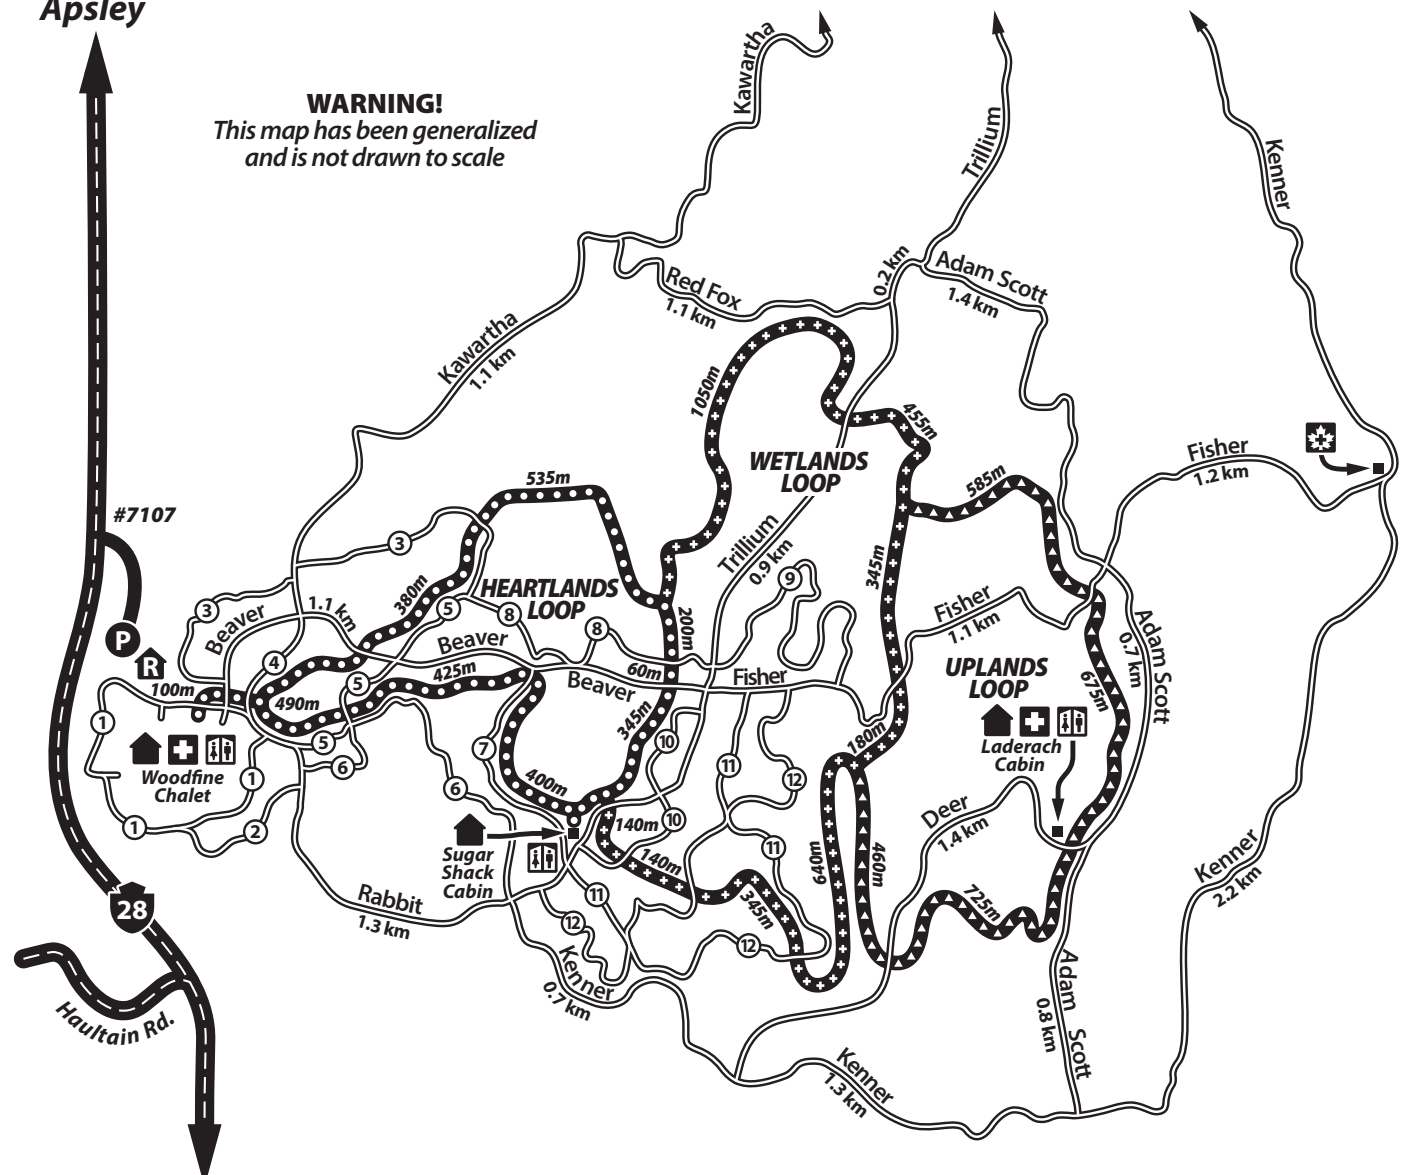 Apsley
WARNING!
This map has been generalized
and is not drawn to scale
Kawartha
Trillium
Kenner
0.2 km
Adam Scott
1.4 km
Red Fox
1.1 km
Kawartha
1.1 km
1050m
455m
WETLANDS
LOOP
Fisher
1.2 km
535m
585m
#7107
3
Trillium
0.9 km
380m
HEARTLANDS
LOOP
345m
9
3
Beaver
1.1 km
5
8
8
200m
Fisher
1.1 km
Adam Scott
0.7 km
P
R
4
Beaver
425m
60m
Beaver
Fisher
UPLANDS
LOOP
675m
100m
5
490m
1
5
345m
10
180m
Laderach
Cabin
Woodfine
Chalet
1
6
7
11
12
400m
6
1
2
140m
10
Deer
1.4 km
Sugar
Shack
Cabin
140m
11
640m
460m
Kenner
2.2 km
28
Rabbit
1.3 km
11
12
345m
12
725m
Kenner
0.7 km
Adam Scott
0.8 km
Haultain Rd.
Kenner
1.3 km